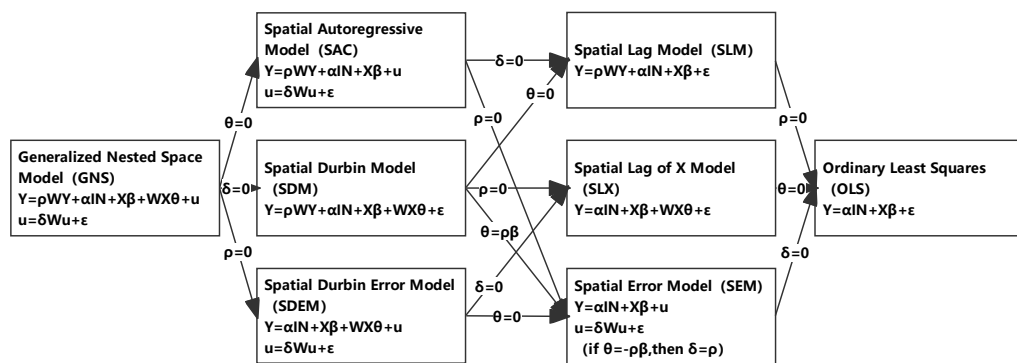 Generalized Nested Space
Model (GNS)
Y=ρWY+αIN+Xβ+WXθ+u
u=δWu+ε
θ=0
δ=0
ρ=0
Spatial Autoregressive
Model (SAC)
Y=ρWY+αIN+Xβ+u
u=δWu+ε
Spatial Durbin Model
(SDM)
Y=ρWY+αIN+Xβ+WXθ+ε
Spatial Durbin Error Model
(SDEM)
Y=αIN+Xβ+WXθ+u
u=δWu+ε
δ=0
θ=0
ρ=0
ρ=0
θ=ρβ
δ=0
θ=0
Spatial Lag Model (SLM)
Y=ρWY+αIN+Xβ+ε
Spatial Lag of X Model
(SLX)
Y=αIN+Xβ+WXθ+ε
Spatial Error Model (SEM)
Y=αIN+Xβ+u
u=δWu+ε
(if θ=-ρβ,then δ=ρ)
ρ=0
θ=0
δ=0
Ordinary Least Squares
(OLS)
Y=αIN+Xβ+ε